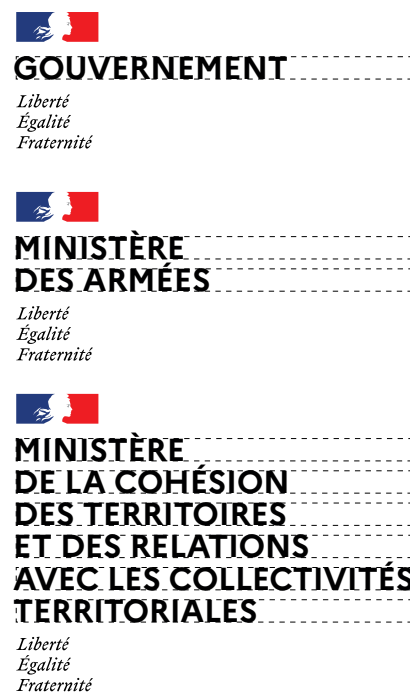 GOUVERNEMENT
Liberté
Égalité
Fraternité
MINISTÈRE
DES ARMÉES
Liberté
Égalité
Fraternité
MINISTÈRE
DE LA COHÉSION
DES TERRITOIRES
ET DES RELATIONS
AVEC LES COLLECTIVITÉS
TERRITORIALES
Liberté
Égalité
Fraternité